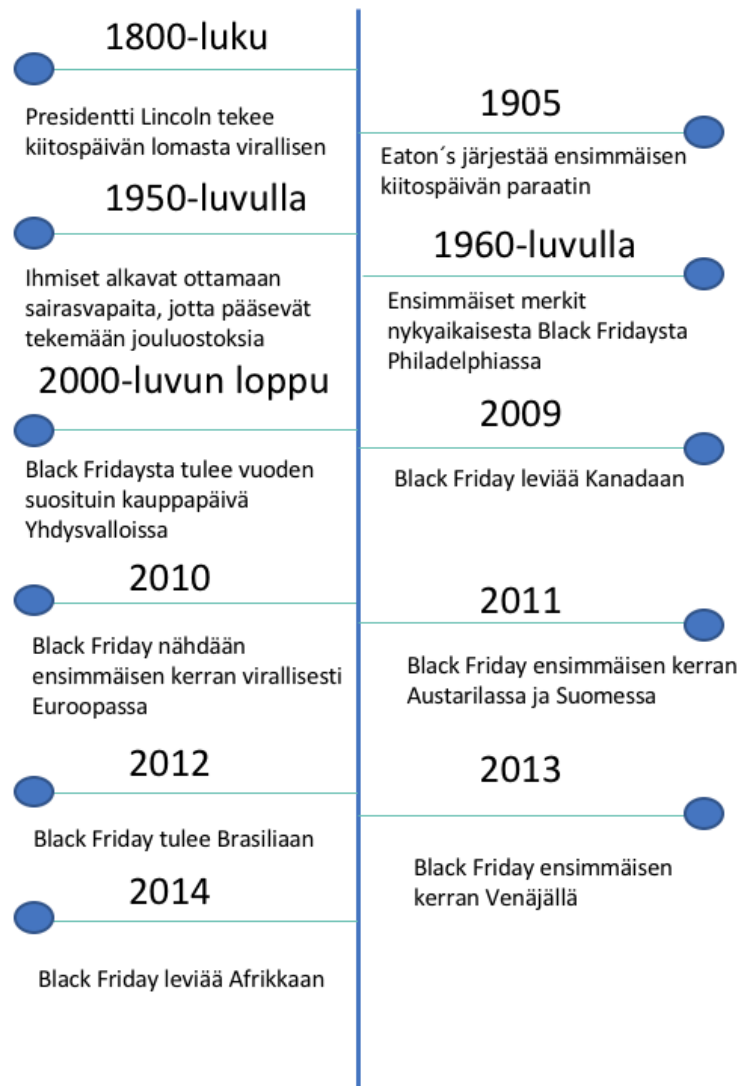 1800-luku
Presidentti Lincoln tekee
kiitospäivän lomasta virallisen
1905
Eaton´s järjestää ensimmäisen
kiitospäivän paraatin
1950-luvulla
Ihmiset alkavat ottamaan
sairasvapaita, jotta pääsevät
tekemään jouluostoksia
1960-luvulla
Ensimmäiset merkit
nykyaikaisesta Black Fridaysta
Philadelphiassa
2000-luvun loppu
Black Fridaysta tulee vuoden
suosituin kauppapäivä
Yhdysvalloissa
2009
Black Friday leviää Kanadaan
2010
Black Friday nähdään
ensimmäisen kerran virallisesti
Euroopassa
2011
Black Friday ensimmäisen kerran
Austarilassa ja Suomessa
2012
Black Friday tulee Brasiliaan
2013
Black Friday ensimmäisen
kerran Venäjällä
2014
Black Friday leviää Afrikkaan